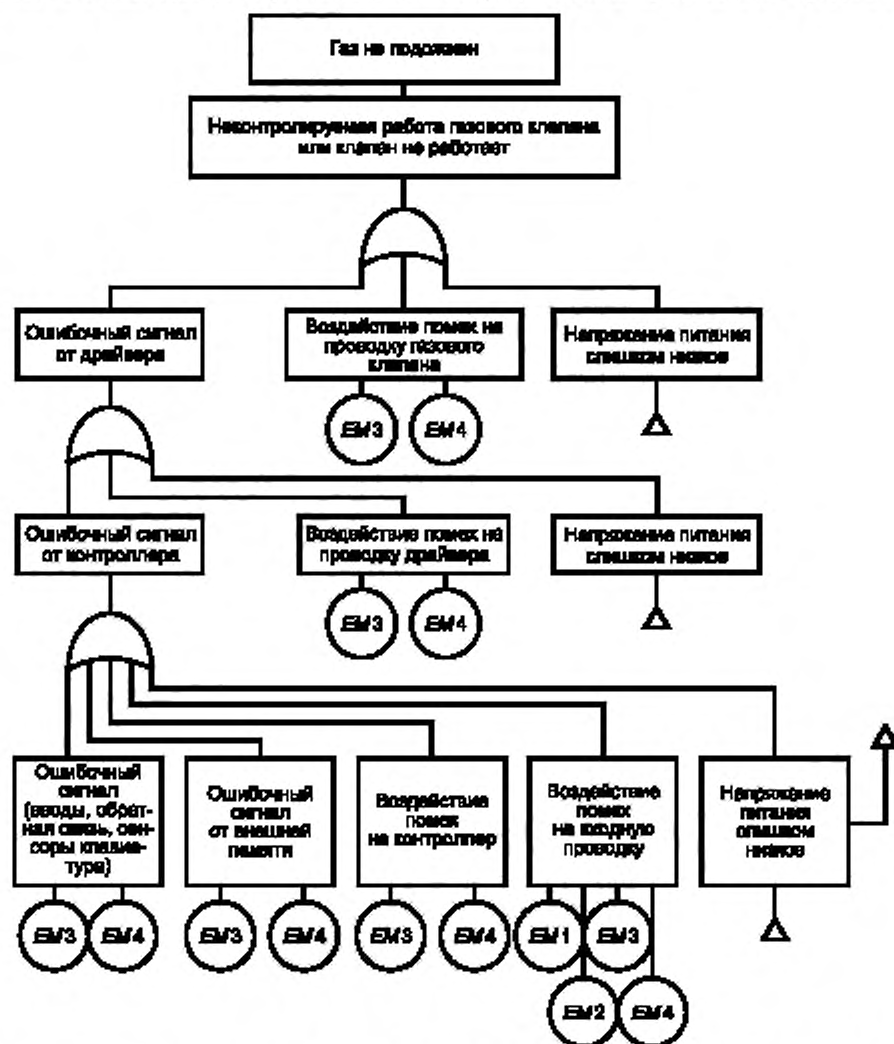 Газ не подожжен
Неконтролируемая работа газового клапана
или клапан не работает
Ошибочный сигнал
от драйвера
Воздействие помех на
проводку газового
клапана
Напряжение питания
слишком низкое
EM3
EM4
Ошибочный сигнал
от контроллера
Воздействие помех на
проводку драйвера
Напряжение питания
слишком низкое
EM3
EM4
Ошибочный
сигнал
(вводы, обрат-
ная связь, сен-
соры клавиа-
тура)
Ошибочный
сигнал
от внешней
памяти
Воздействие
помех
на контроллер
Воздействие
помех
на входную
проводку
Напряжение
питания
слишком
низкое
EM3
EM4
EM3
EM4
EM3
EM4
EM1
EM3
EM2
EM4